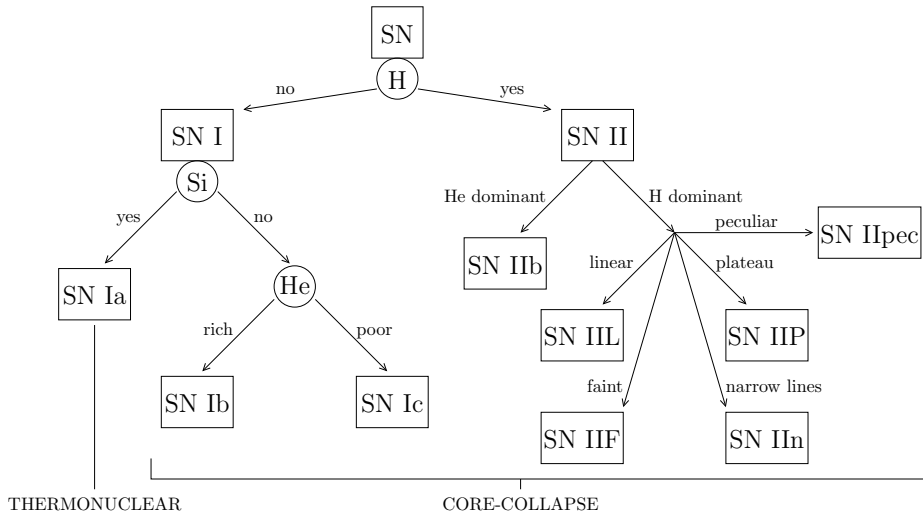 SN
H
no
yes
SN I
SN II
Si
He dominant
H dominant
yes
no
peculiar
SN IIpec
SN IIb
linear
plateau
SN Ia
He
rich
poor
SN IIL
SN IIP
faint
narrow lines
SN Ib
SN Ic
SN IIF
SN IIn
THERMONUCLEAR
CORE-COLLAPSE